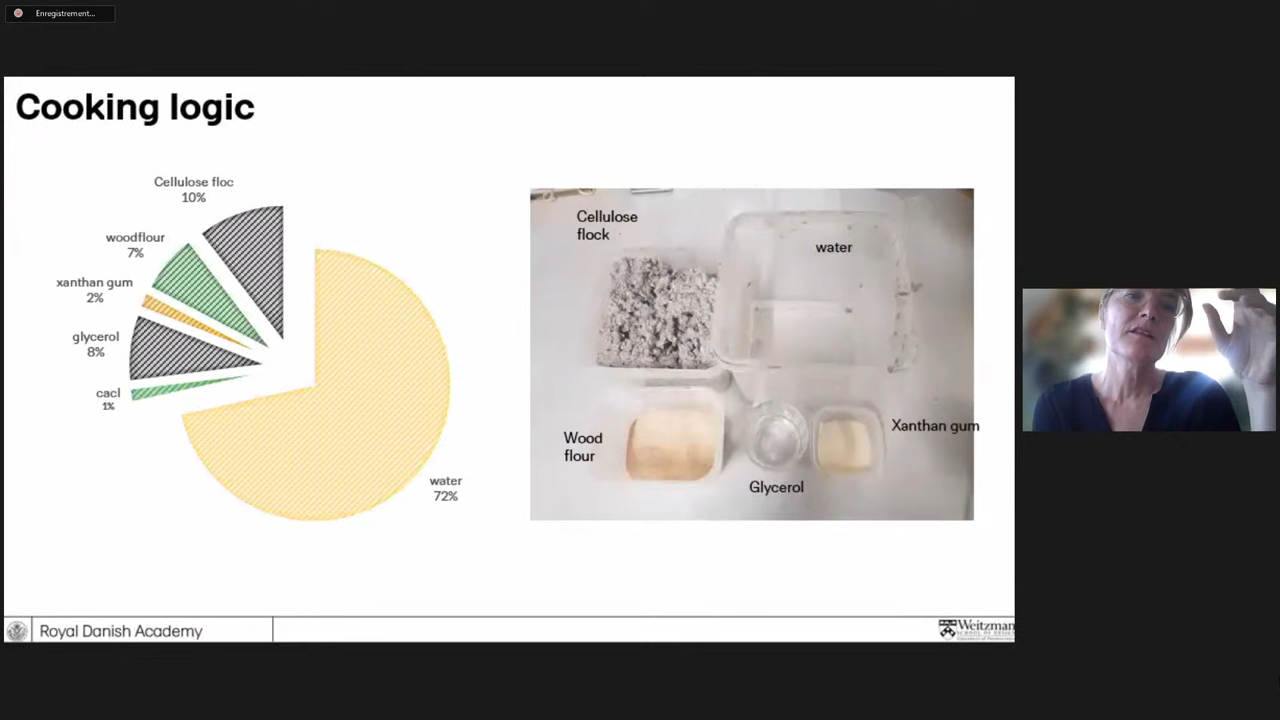 Enregistrement...
Cooking logic
Cellulose floc
10%
woodflour
7%
xanthan gum
2%
glycerol
8%
cacl
1%
water
72%
Cellulose
flock
water
Wood
flour
Glycerol
Xanthan gum
Royal Danish Academy
Weitzman